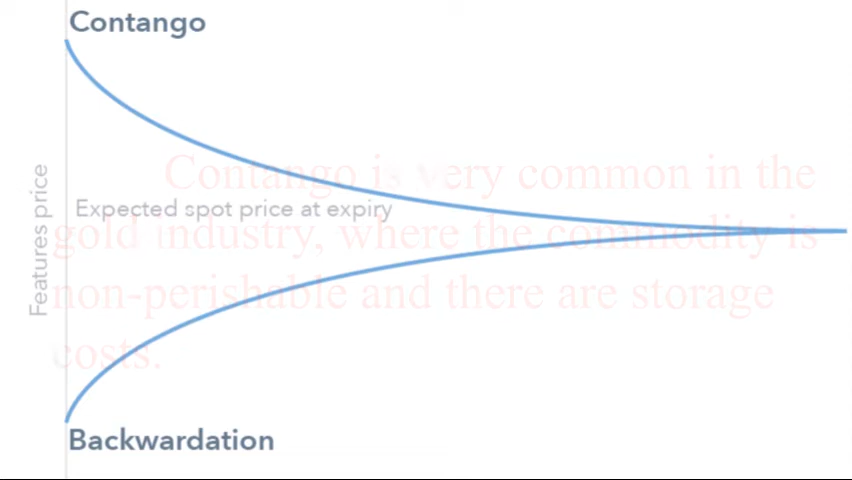 Contango
Contango is very common in the
Expected spot price at expiry
gold industry, where the commodity is
Features price
non-perishable and there are storage
costs.
Backwardation